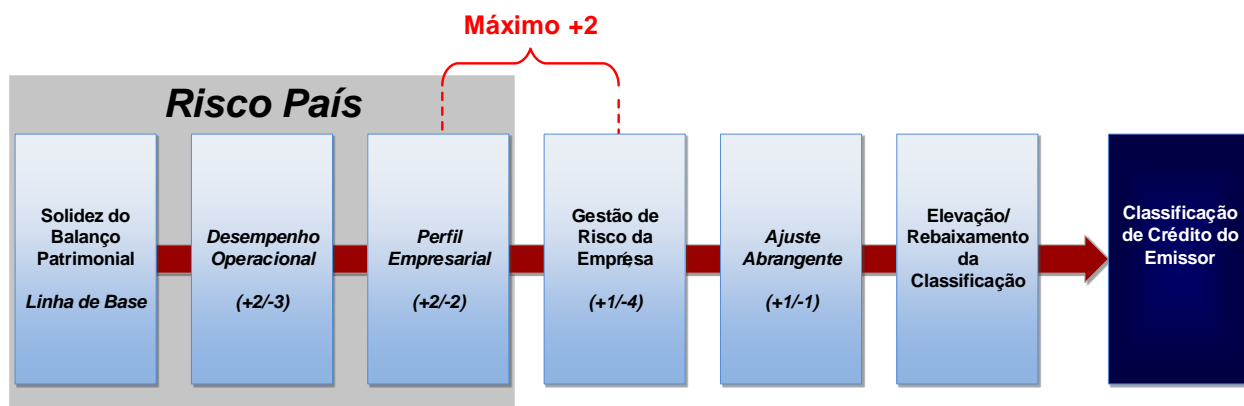 Máximo +2
Risco País
Solidez do
Balanço
Patrimonial
Linha de Base
Desempenho
Operacional
(+2/-3)
Perfil
Empresarial
(+2/-2)
Gestão de
Risco da
Empresa
(+1/-4)
Ajuste
Abrangente
(+1/-1)
Elevação/
Rebaixamento
da
Classificação
Classificação
de Crédito do
Emissor